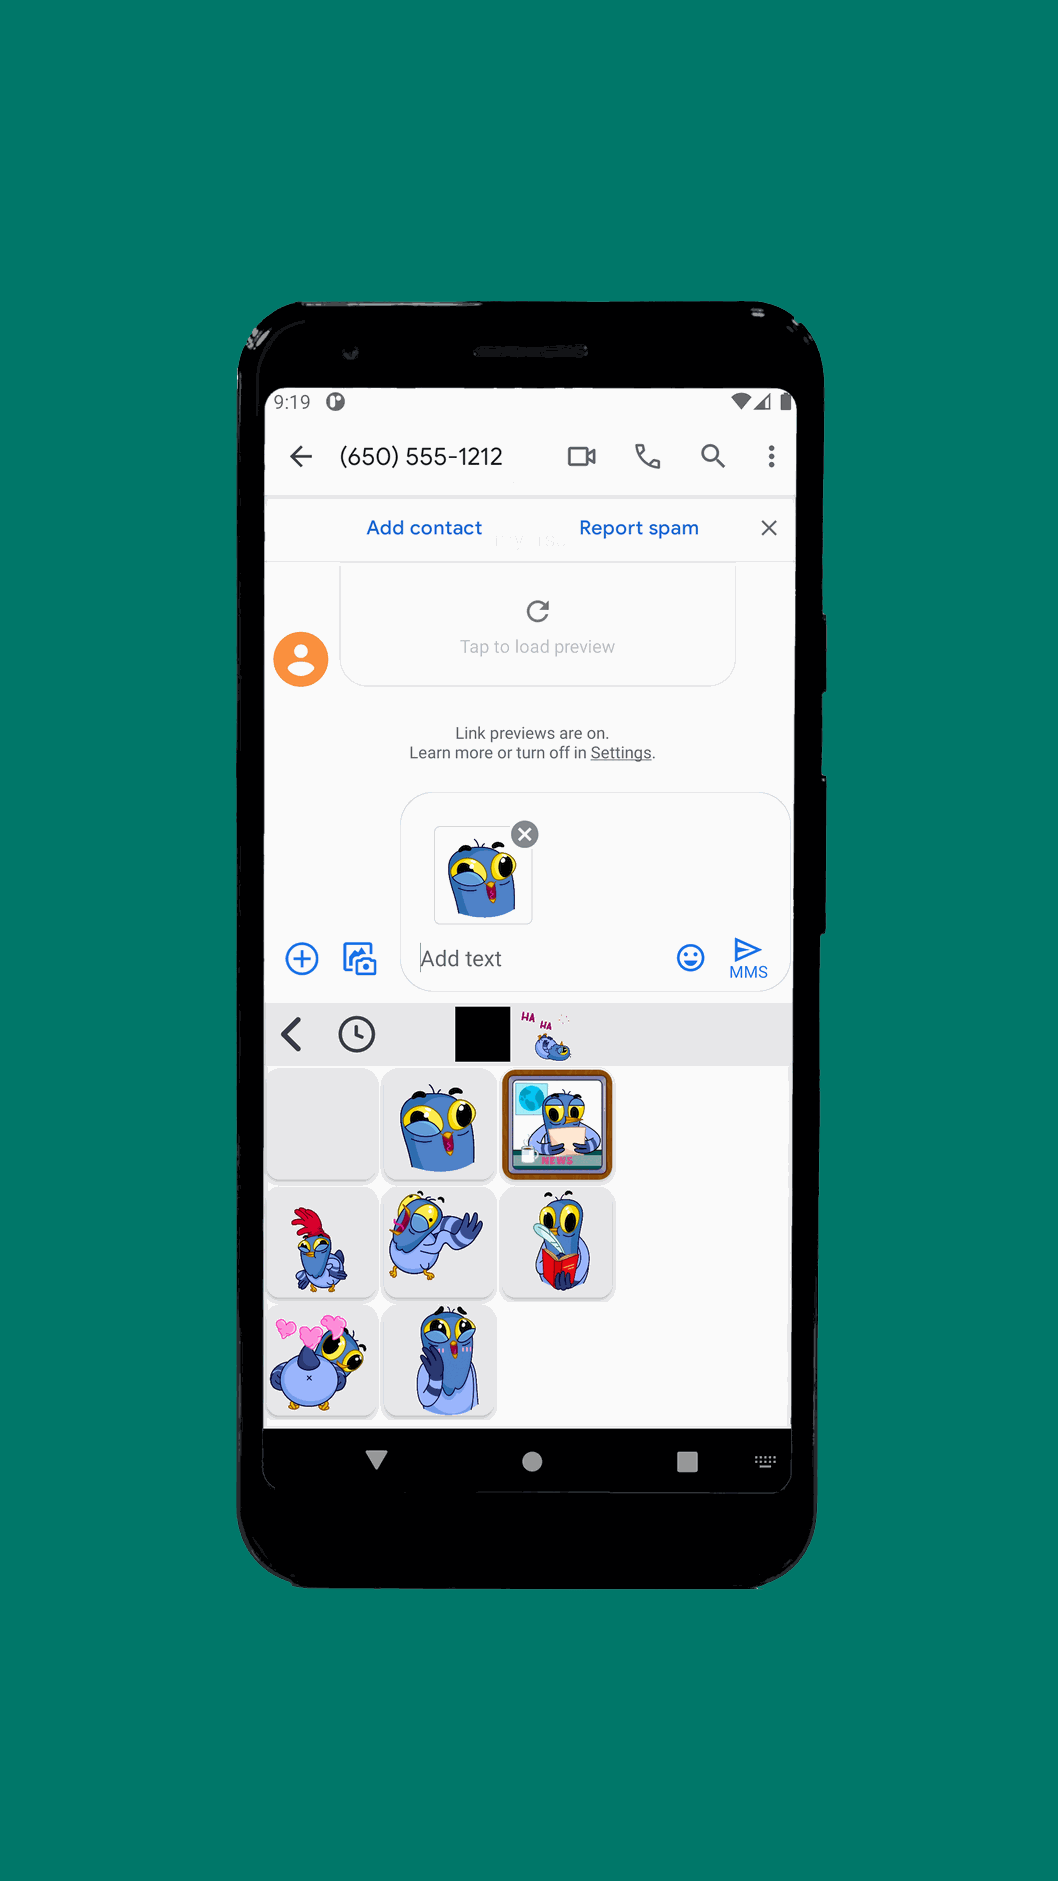 9:19
(650) 555-1212
Add contact
Report spam
Tap to load preview
Link previews are on.
Learn more or turn off in Settings.
Add text
MMS
HA
HA
NEWS